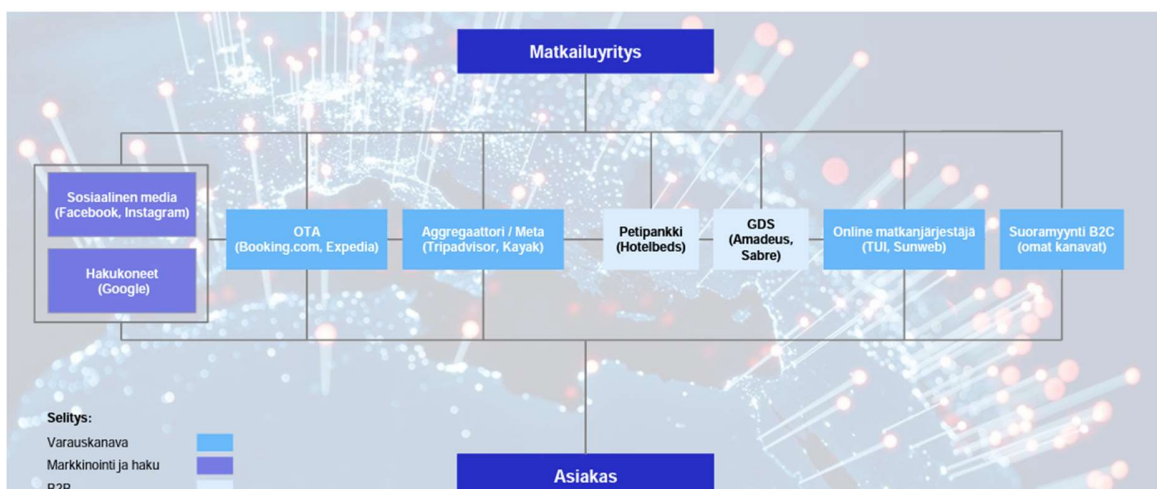 Matkailuyritys
Sosiaalinen media
(Facebook, Instagram)
Hakukoneet
(Google)
OTA
(Booking.com, Expedia)
Aggregaattori / Meta
(Tripadvisor, Kayak)
Petipankki
(Hotelbeds)
GDS
(Amadeus,
Sabre)
Online matkanjärjestäjä
(TUI, Sunweb)
Suoramyynti B2C
(omat kanavat)
Selitys:
Varauskanava
Markkinointi ja haku
B2B
Asiakas